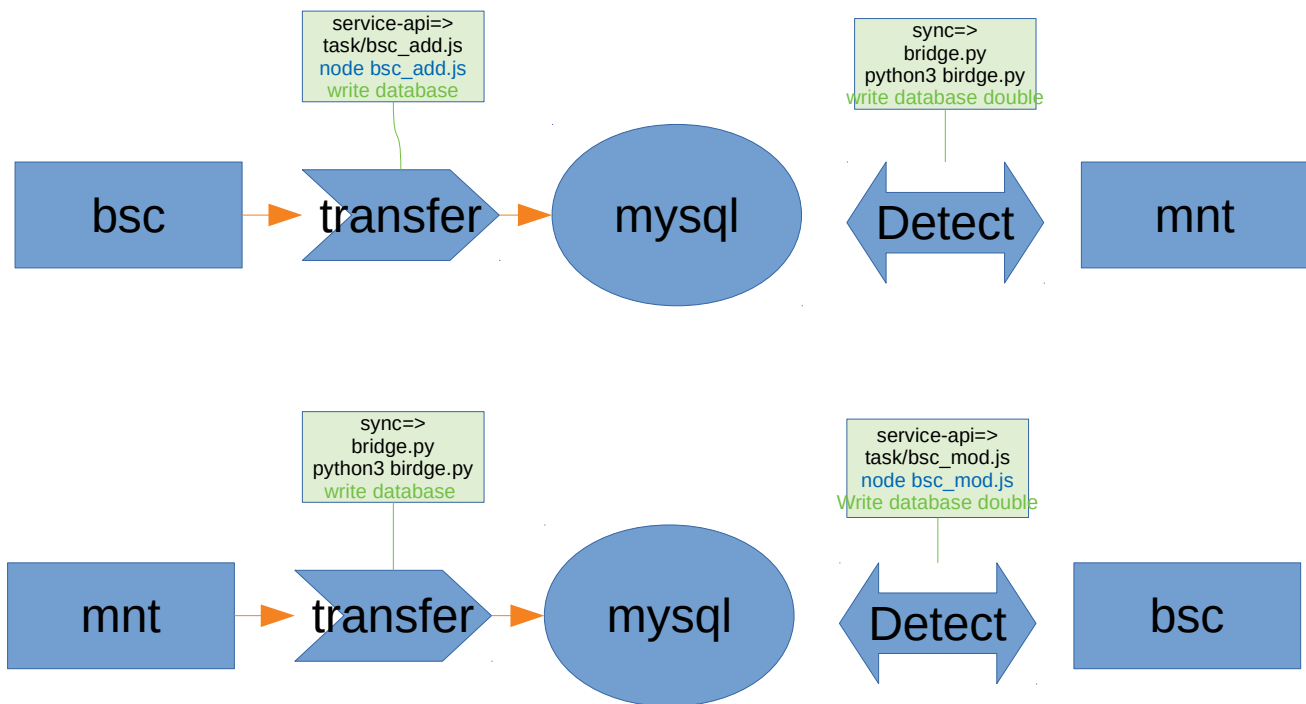 service-api=>
task/bsc_add.js
node bsc_add.js
write database
sync=>
bridge.py
python3 birdge.py
write database double
bsc
transfer
mysql
Detect
mnt
sync=>
bridge.py
python3 birdge.py
write database
service-api=>
task/bsc_mod.js
node bsc_mod.js
Write database double
mnt
transfer
mysql
Detect
bsc